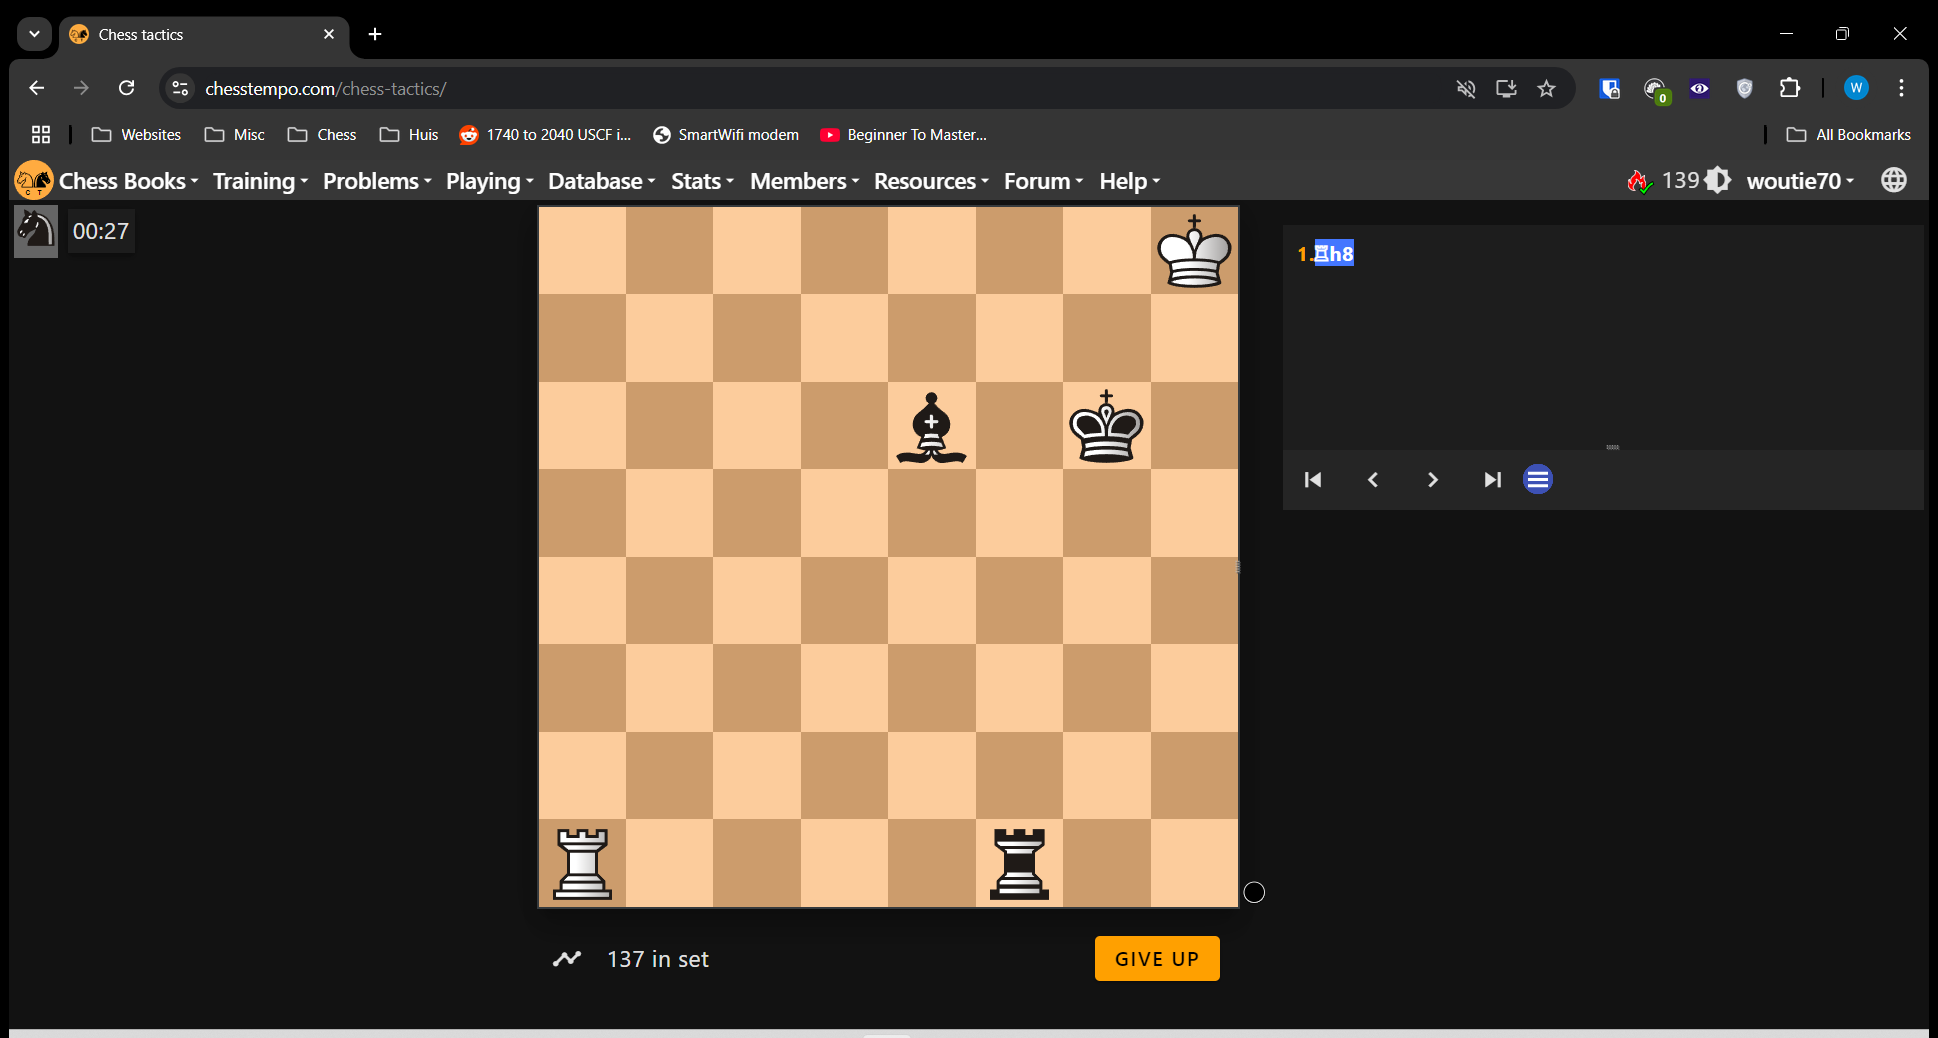 Chess tactics
chesstempo.com/chess-tactics/
0
W
Websites Misc Chess Huis 1740 to 2040 USCF i... SmartWifi modem Beginner To Master... All Bookmarks
C T Chess Books Training Problems Playing Database Stats Members Resources Forum Help 139 woutie70
00:27
1.♖h8
137 in set
GIVE UP